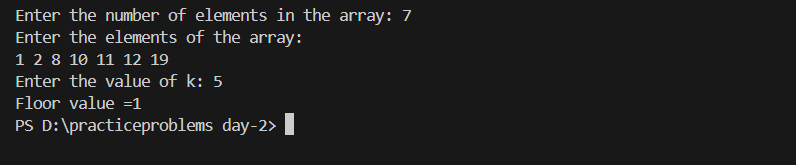 Enter the number of elements in the array: 7
Enter the elements of the array:
1 2 8 10 11 12 19
Enter the value of k: 5
Floor value =1
PS D:\practiceproblems day-2>